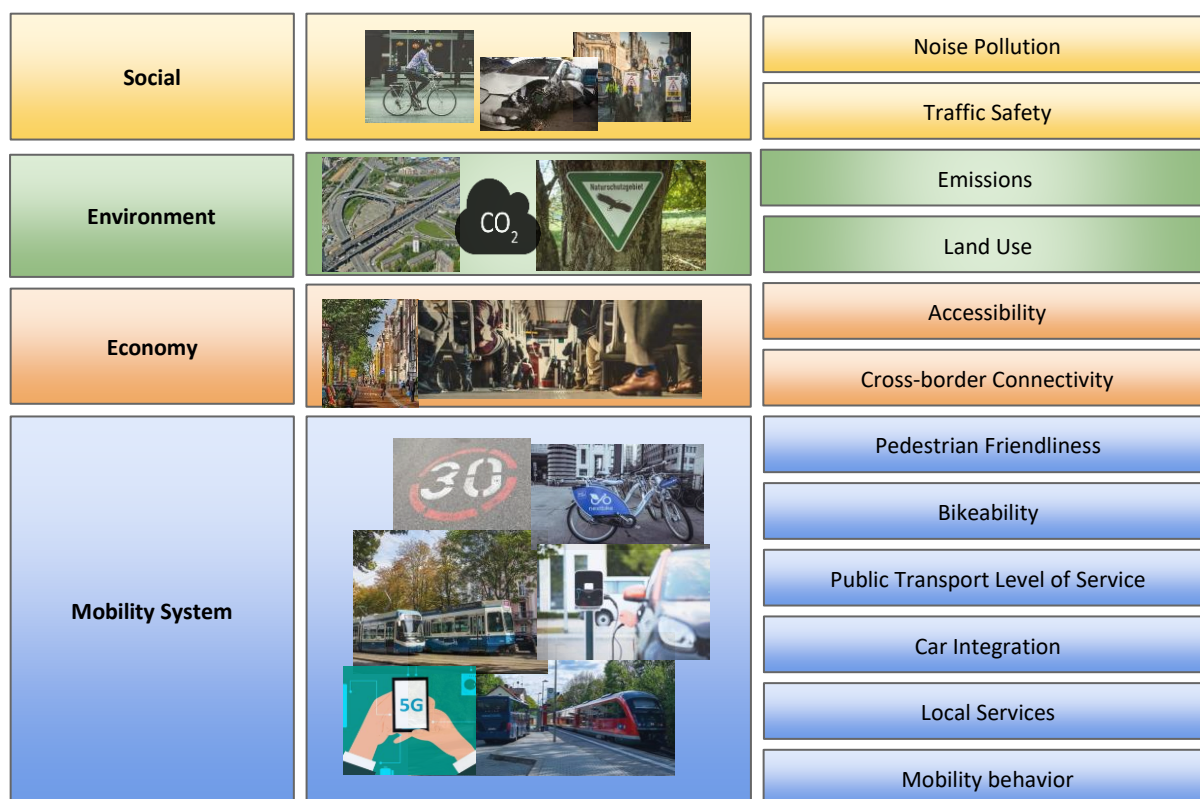 Social
Noise Pollution
Traffic Safety
Environment
CO2
Naturschutzgebiet
Emissions
Land Use
Economy
Accessibility
Cross-border Connectivity
Mobility System
30
nextbike
5G
Pedestrian Friendliness
Bikeability
Public Transport Level of Service
Car Integration
Local Services
Mobility behavior